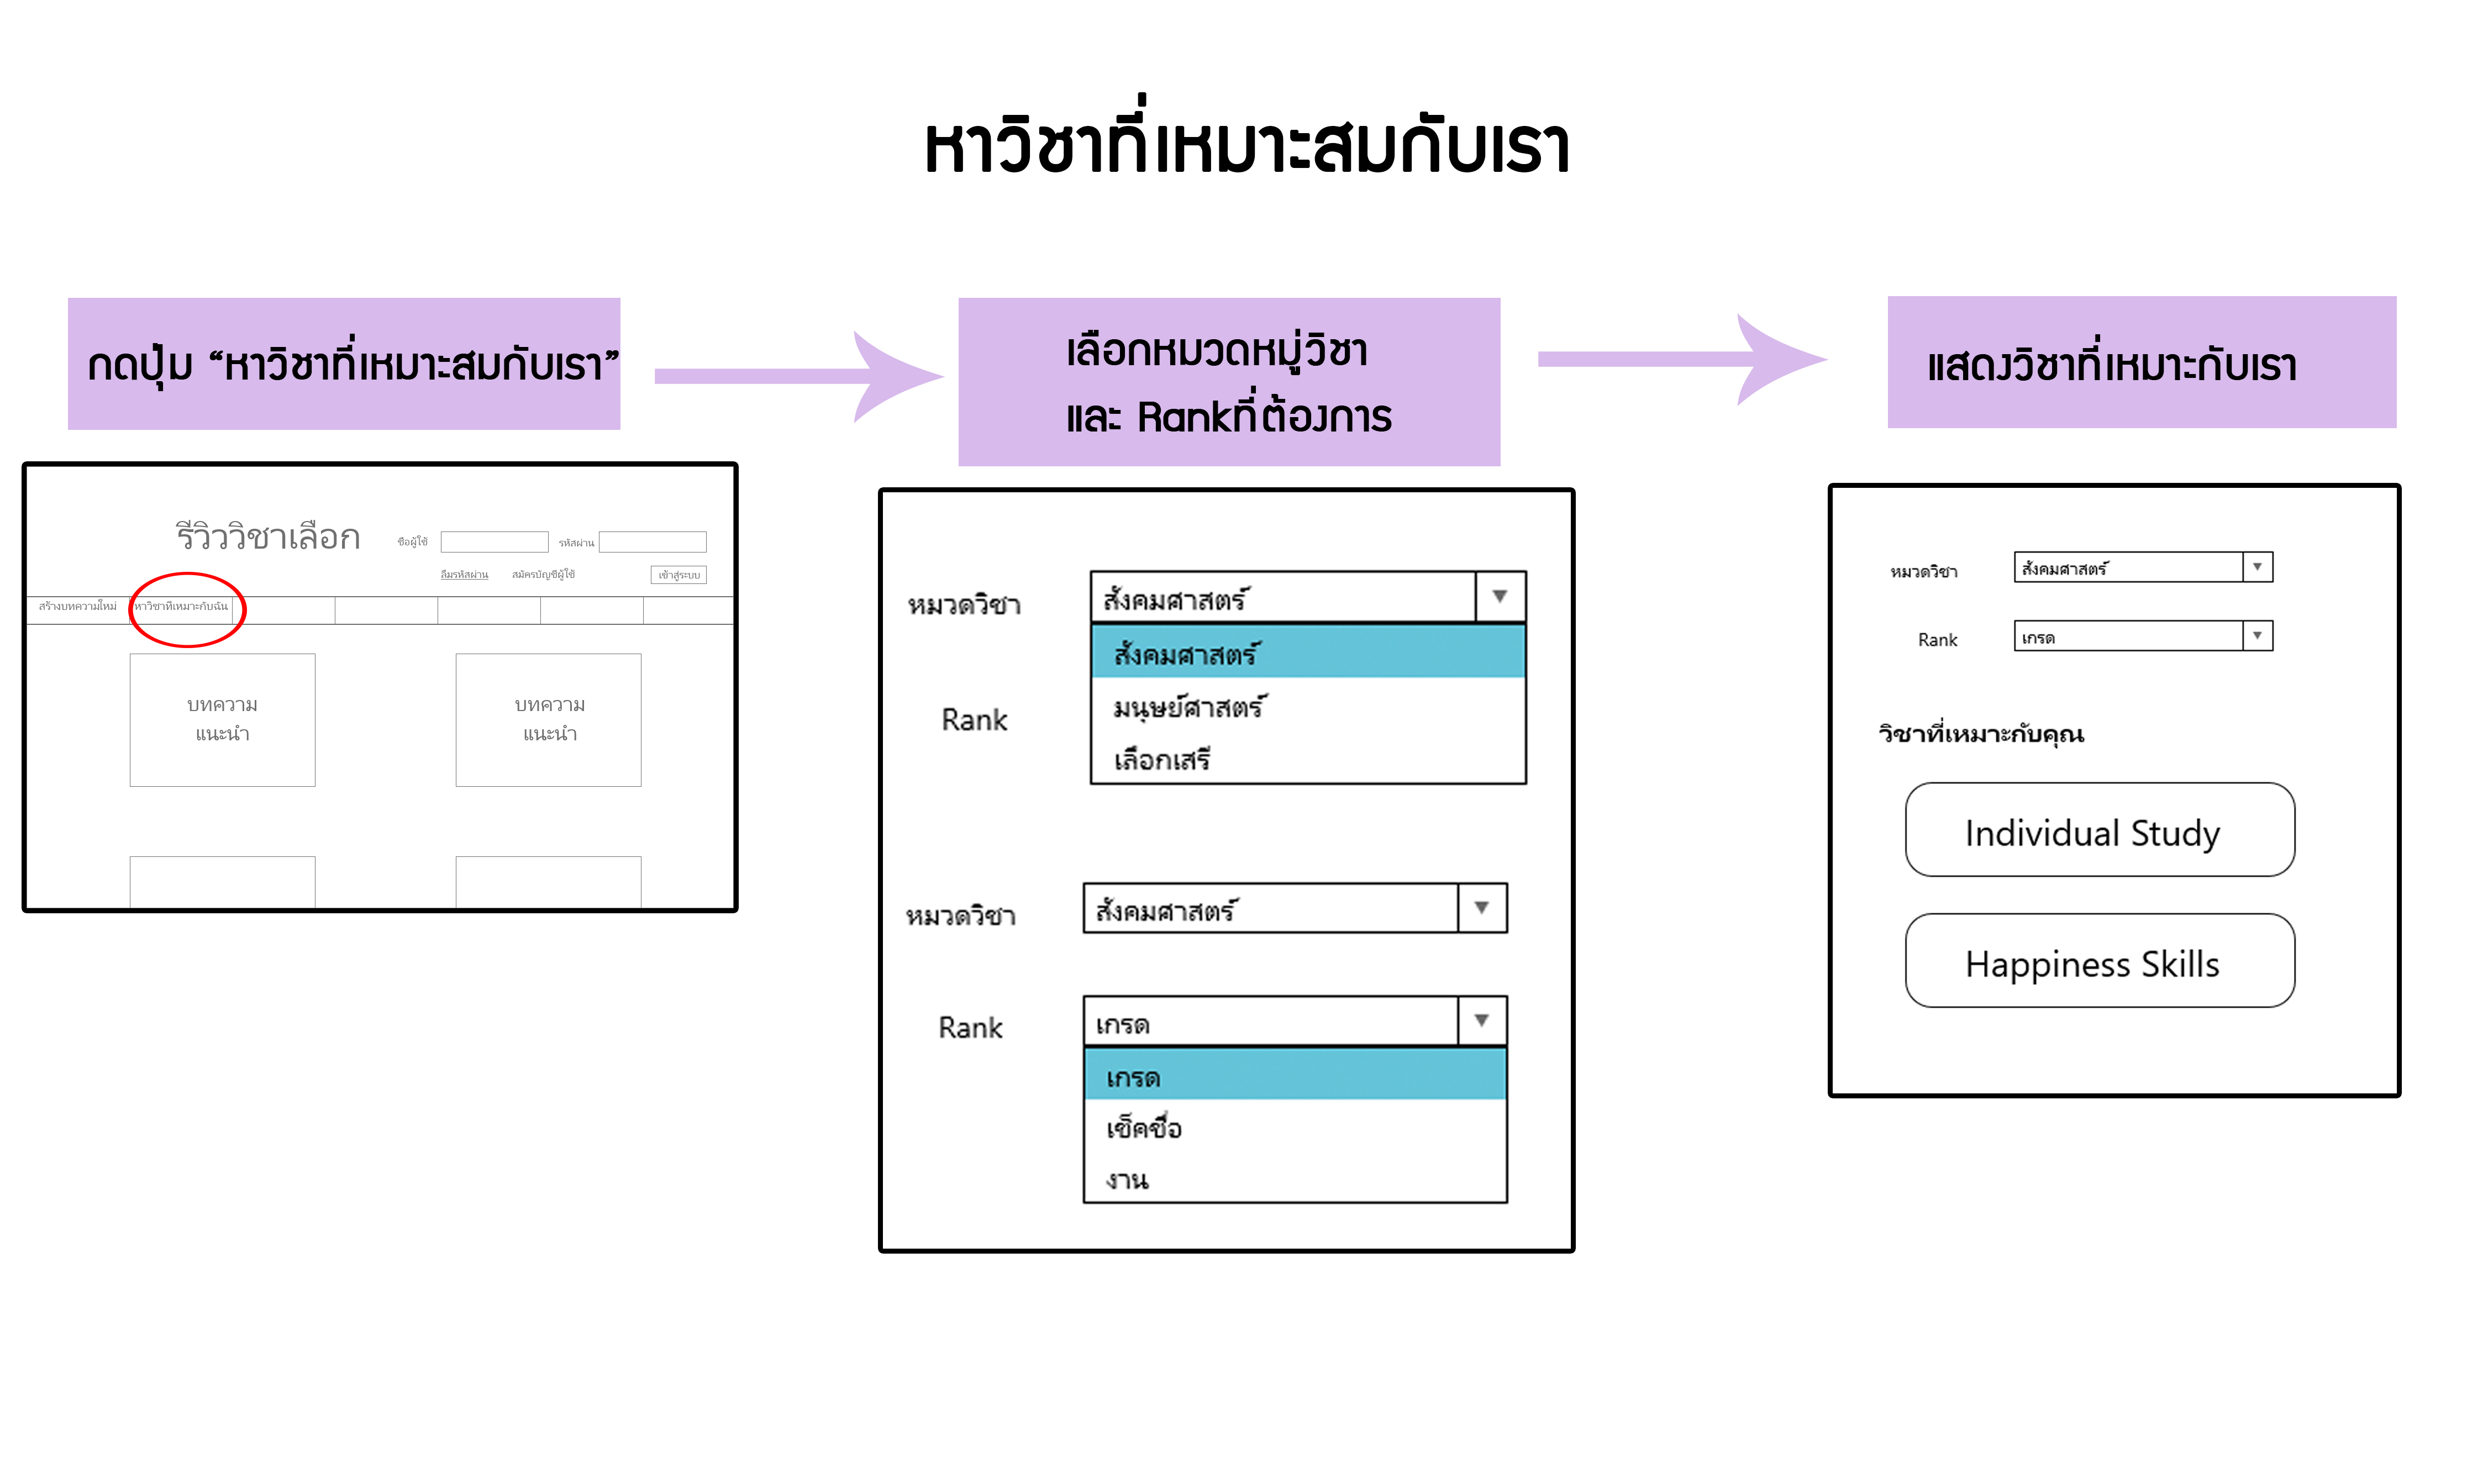 หาวิชาที่เหมาะสมกับเรา
กดปุ่ม “หาวิชาที่เหมาะสมกับเรา”
เลือกหมวดหมู่วิชา
และ Rankที่ต้องการ
แสดงวิชาที่เหมาะกับเรา
รีวิววิชาเลือก
ชื่อผู้ใช้
รหัสผ่าน
ลืมรหัสผ่าน
สมัครบัญชีผู้ใช้
เข้าสู่ระบบ
สร้างบทความใหม่
หาวิชาที่เหมาะกับฉัน
บทความ
แนะนำ
บทความ
แนะนำ
หมวดวิชา
สังคมศาสตร์
สังคมศาสตร์
มนุษย์ศาสตร์
เลือกเสรี
Rank
หมวดวิชา
สังคมศาสตร์
Rank
เกรด
เกรด
เช็คชื่อ
งาน
หมวดวิชา
สังคมศาสตร์
Rank
เกรด
วิชาที่เหมาะกับคุณ
Individual Study
Happiness Skills